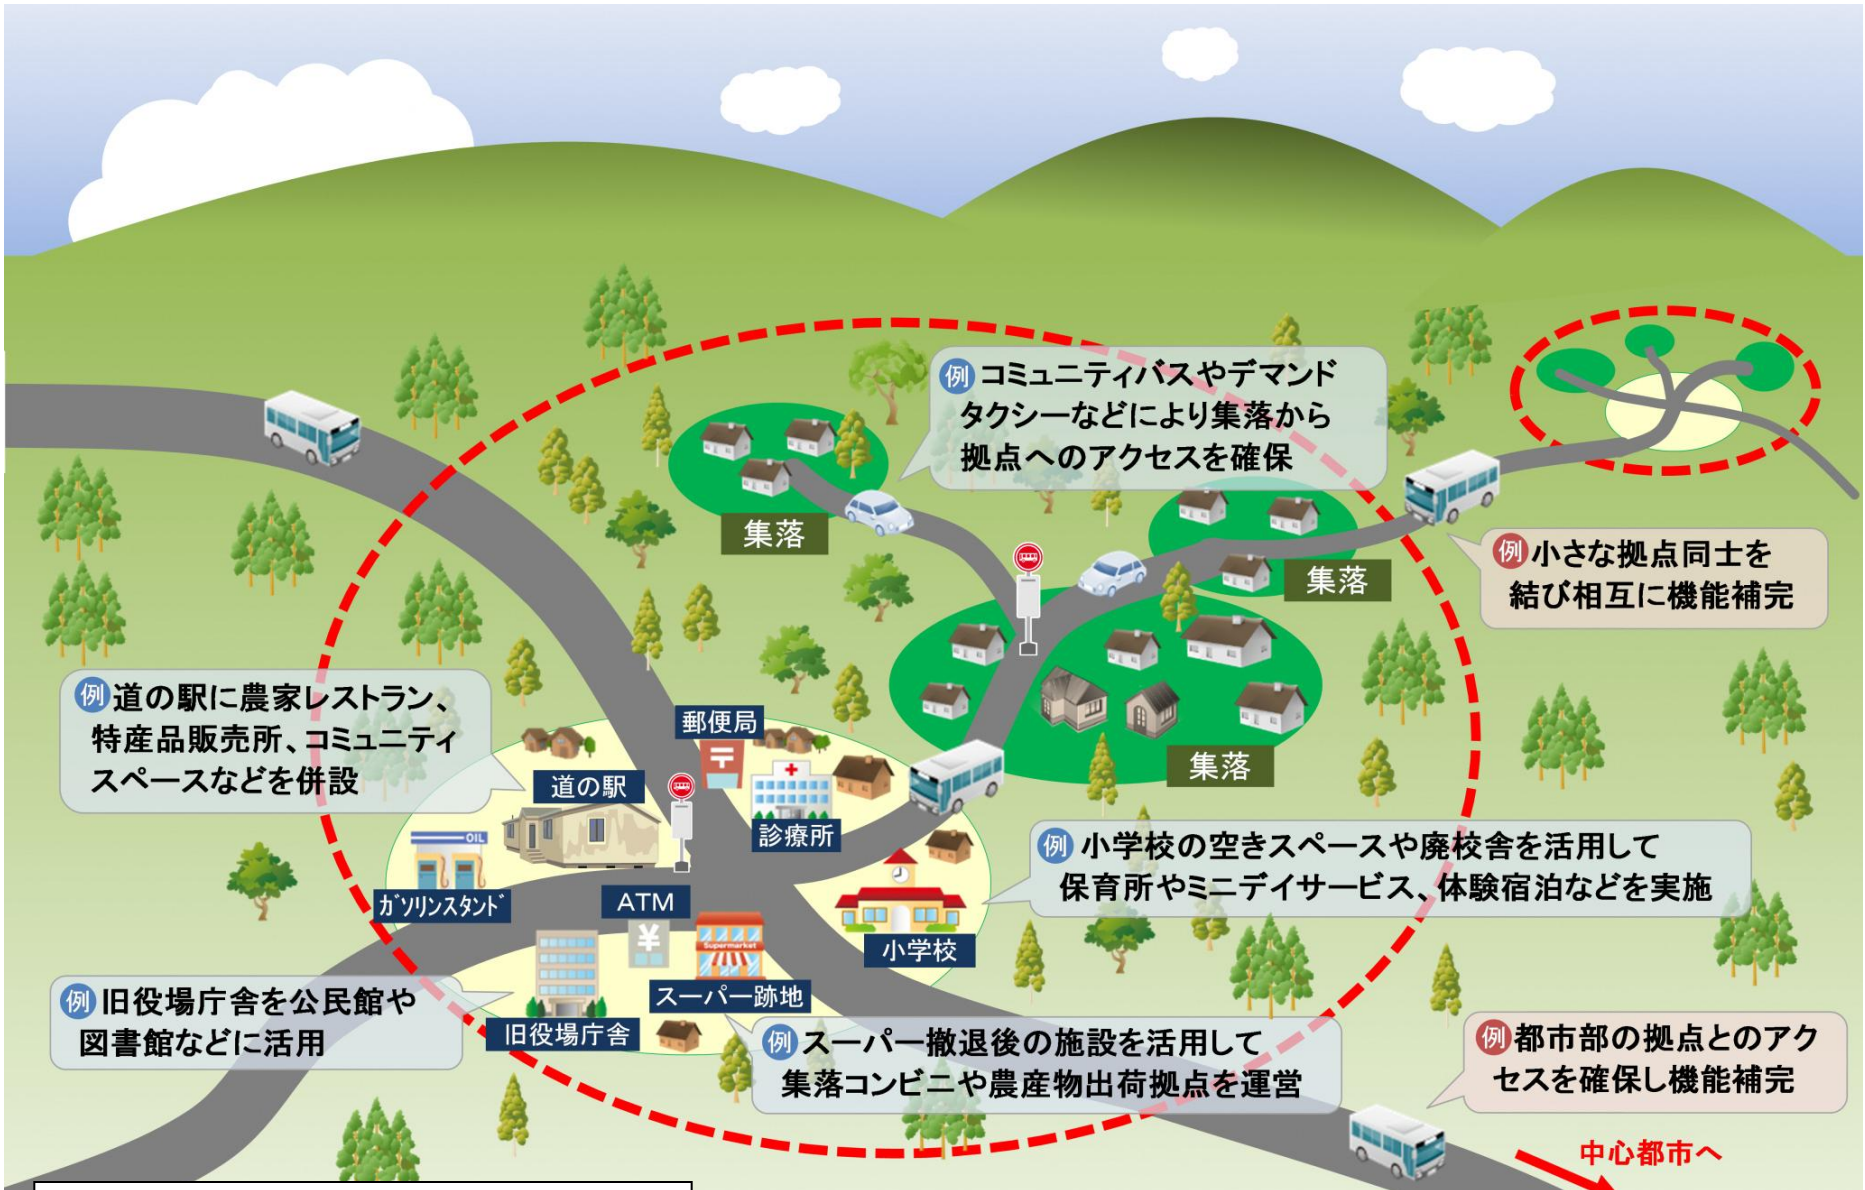 例 コミュニティバスやデマンド
タクシーなどにより集落から
拠点へのアクセスを確保
集落
集落
例 小さな拠点同士を
結び相互に機能補完
例 道の駅に農家レストラン、
特産品販売所、コミュニティ
スペースなどを併設
郵便局
〒
集落
道の駅
診療所
OIL
ガソリンスタンド
例 小学校の空きスペースや廃校舎を活用して
保育所やミニデイサービス、体験宿泊などを実施
ATM
¥
Supermarket
小学校
スーパー跡地
旧役場庁舎
例 旧役場庁舎を公民館や
図書館などに活用
例 スーパー撤退後の施設を活用して
集落コンビニや農産物出荷拠点を運営
例 都市部の拠点とのアク
セスを確保し機能補完
中心都市へ